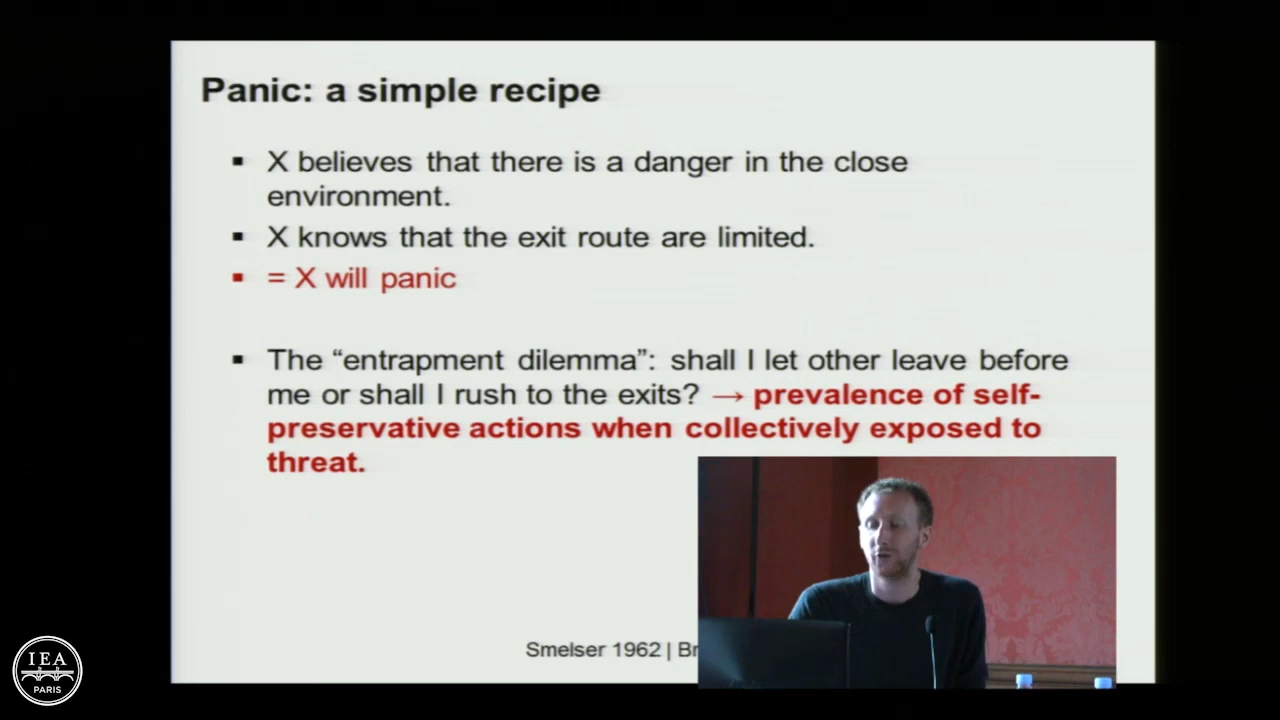 Panic: a simple recipe
▪ X believes that there is a danger in the close
environment.
▪ X knows that the exit route are limited.
▪ = X will panic
▪ The “entrapment dilemma”: shall I let other leave before
me or shall I rush to the exits? → prevalence of self-
preservative actions when collectively exposed to
threat.
Smelser 1962 | Br
IEA
PARIS